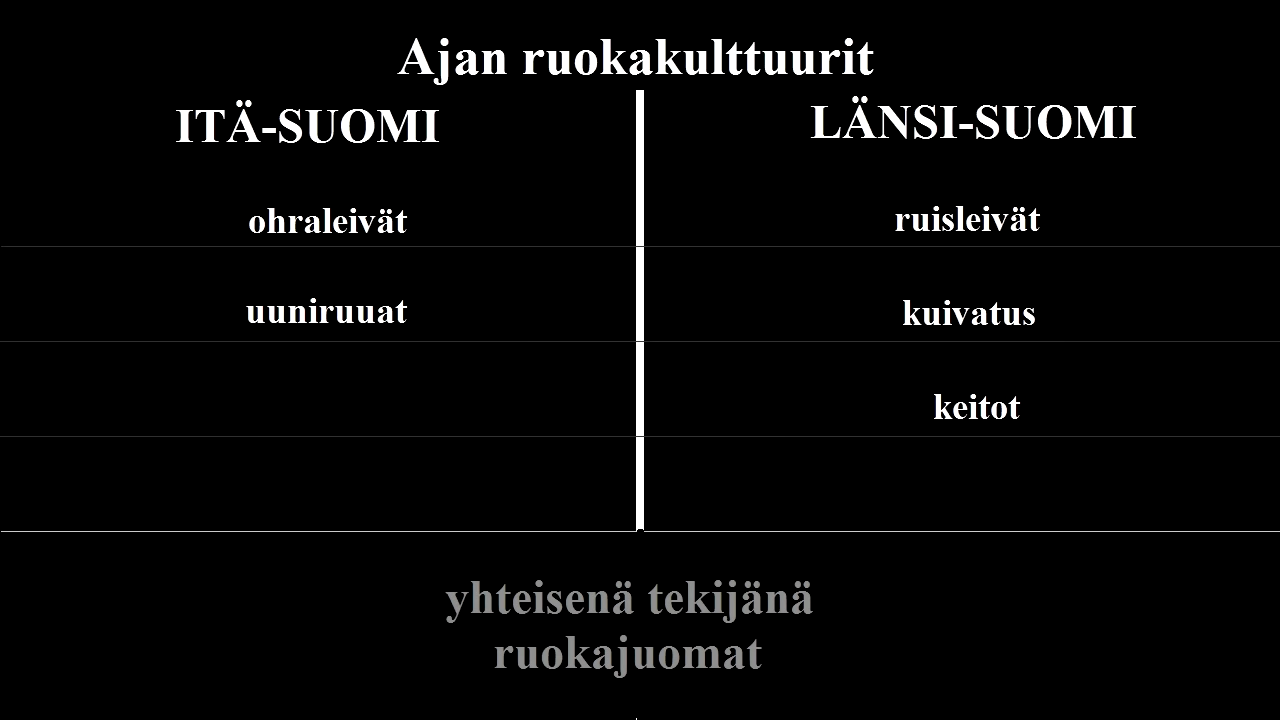 Ajan ruokakulttuurit
ITÄ-SUOMI
LÄNSI-SUOMI
ohraleivät
ruisleivät
uuniruuat
kuivatus
keitot
yhteisenä tekijänä
ruokajuomat